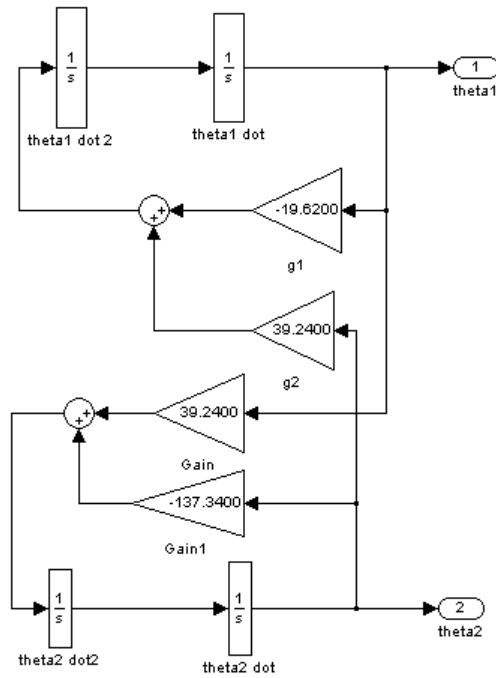 1
s
1
s
1
theta1
theta1 dot 2
theta1 dot
-19.6200
+
+
g1
39.2400
g2
39.2400
+
+
Gain
-137.3400
Gain1
1
s
1
s
2
theta2
theta2 dot2
theta2 dot